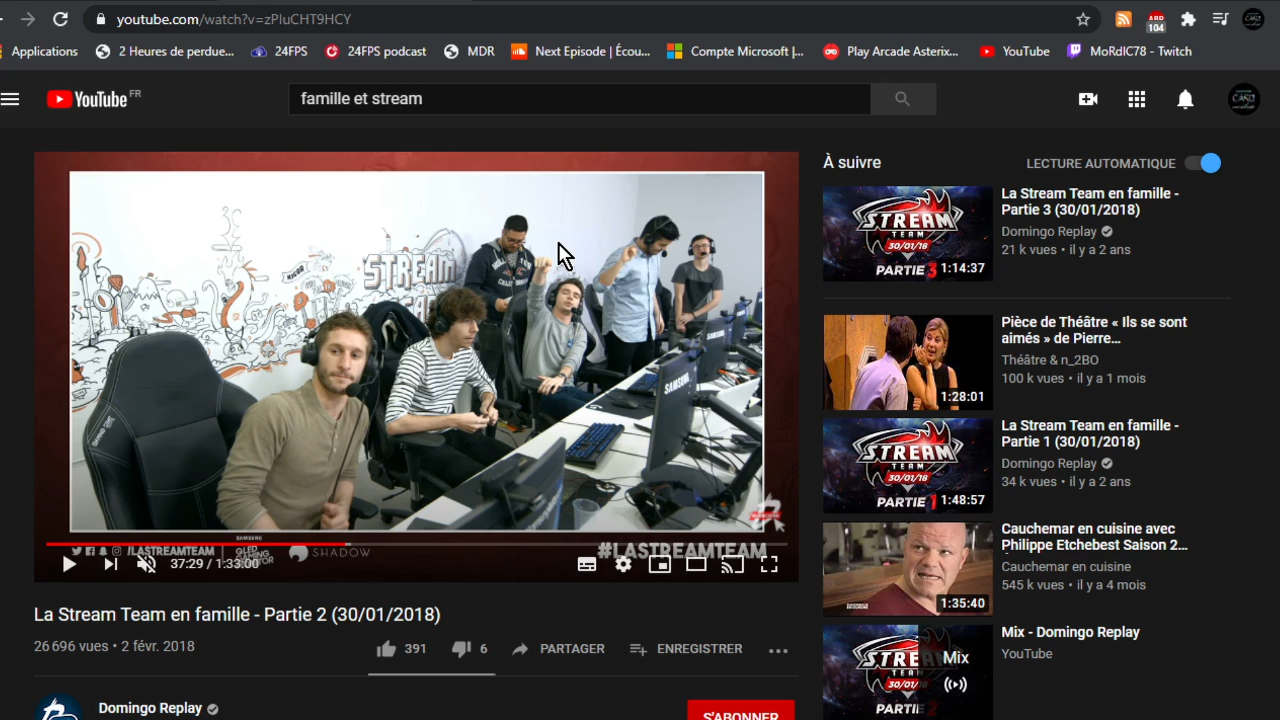 youtube.com/watch?v=zPluCHT9HCY
ABD
104
Applications
2 Heures de perdue...
24FPS
24FPS podcast
MDR
Next Episode | Écou...
Compte Microsoft |...
Play Arcade Asterix...
YouTube
MoRdIC78 - Twitch
YouTube FR
famille et stream
STREAM
SAMSUNG
SAMSUNG
/LASTREAMTEAM
SHADOW
#LASTREAMTEAM
37:29 / 1:33:00
La Stream Team en famille - Partie 2 (30/01/2018)
26 696 vues • 2 févr. 2018
391
6
PARTAGER
ENREGISTRER
Domingo Replay
S'ABONNER
À suivre
LECTURE AUTOMATIQUE
STREAM
TEAM
30/01/18
PARTIE 3
1:14:37
La Stream Team en famille -
Partie 3 (30/01/2018)
Domingo Replay
21 k vues • il y a 2 ans
1:28:01
Pièce de Théâtre « Ils se sont
aimés » de Pierre...
Théâtre & n_2BO
100 k vues • il y a 1 mois
STREAM
TEAM
30/01/18
PARTIE 1
1:48:57
La Stream Team en famille -
Partie 1 (30/01/2018)
Domingo Replay
34 k vues • il y a 2 ans
1:35:40
Cauchemar en cuisine avec
Philippe Etchebest Saison 2...
Cauchemar en cuisine
545 k vues • il y a 4 mois
Mix
30/01/18
PARTIE 2
Mix - Domingo Replay
YouTube